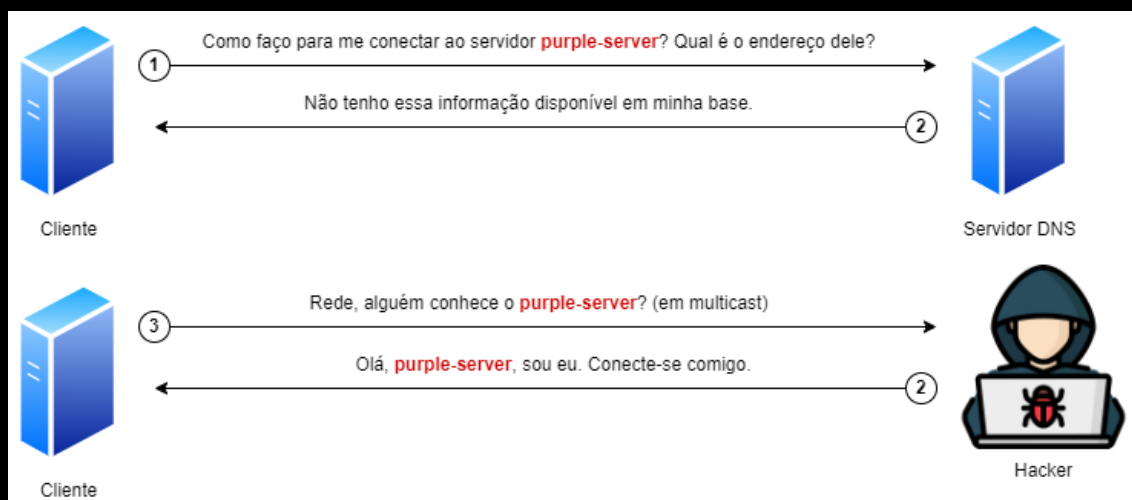 Como faço para me conectar ao servidor purple-server? Qual é o endereço dele?
1
Não tenho essa informação disponível em minha base.
2
Cliente
Servidor DNS
Rede, alguém conhece o purple-server? (em multicast)
3
Olá, purple-server, sou eu. Conecte-se comigo.
2
Hacker
Cliente